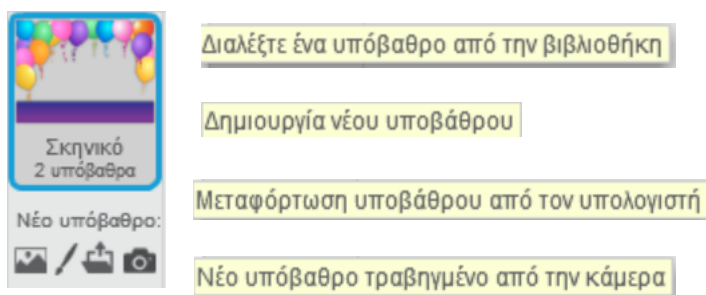 Σκηνικό
2 υπόβαθρα
Νέο υπόβαθρο:
Διαλέξτε ένα υπόβαθρο από την βιβλιοθήκη
Δημιουργία νέου υποβάθρου
Μεταφόρτωση υποβάθρου από τον υπολογιστή
Νέο υπόβαθρο τραβηγμένο από την κάμερα